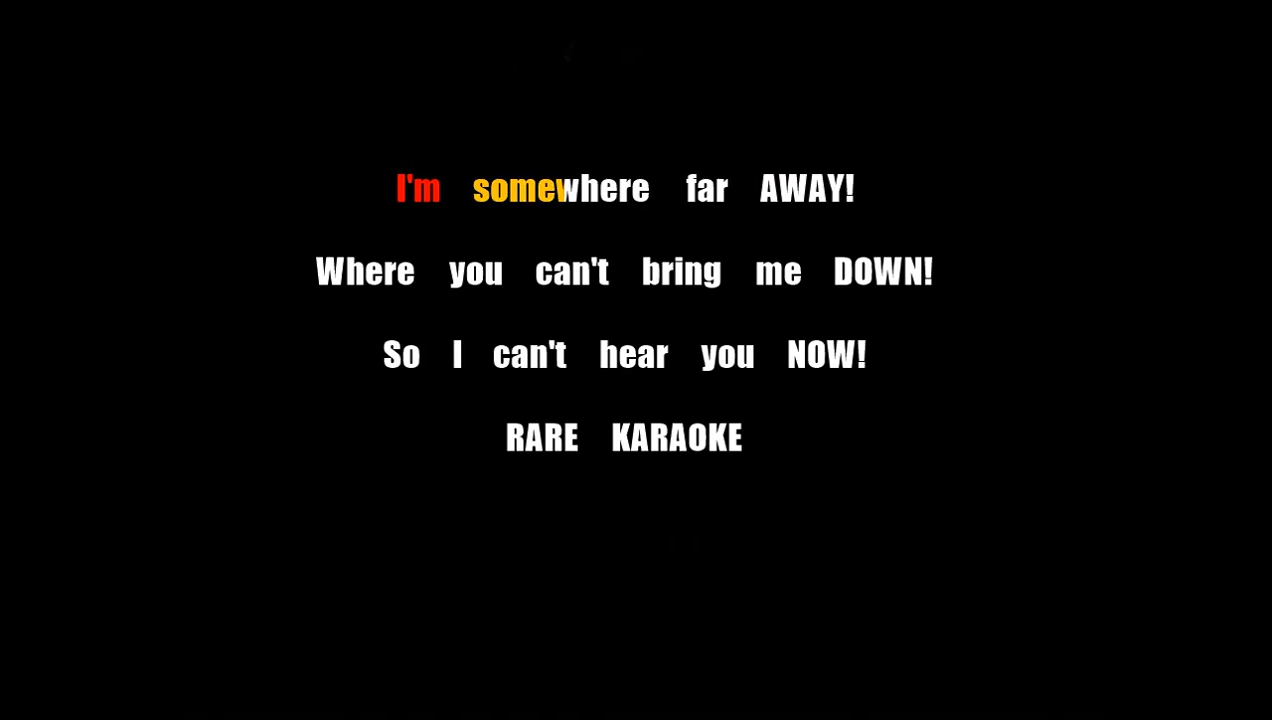 I'm somewhere far AWAY!
Where you can't bring me DOWN!
So I can't hear you NOW!
RARE KARAOKE